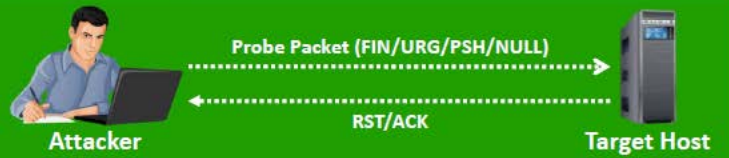 Probe Packet (FIN/URG/PSH/NULL)
RST/ACK
Attacker
Target Host